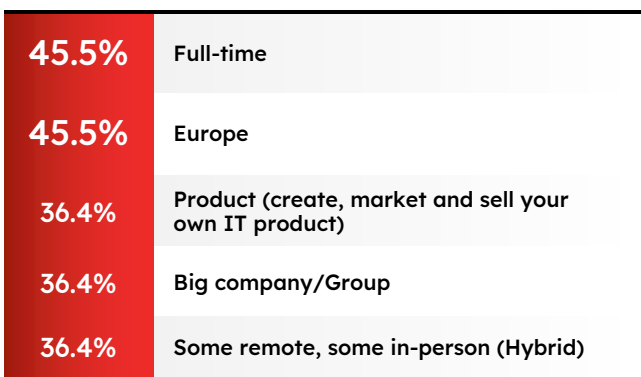 45.5% Full-time
45.5% Europe
36.4% Product (create, market and sell your
own IT product)
36.4% Big company/Group
36.4% Some remote, some in-person (Hybrid)